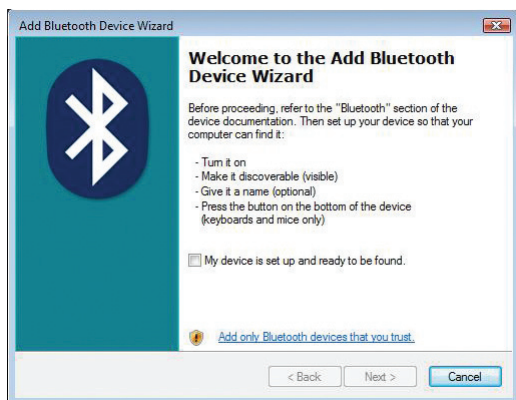 Add Bluetooth Device Wizard
Welcome to the Add Bluetooth
Device Wizard
Before proceeding, refer to the "Bluetooth" section of the
device documentation. Then set up your device so that your
computer can find it:
- Turn it on
- Make it discoverable (visible)
- Give it a name (optional)
- Press the button on the bottom of the device
(keyboards and mice only)
My device is set up and ready to be found.
Add only Bluetooth devices that you trust.
< Back Next > Cancel